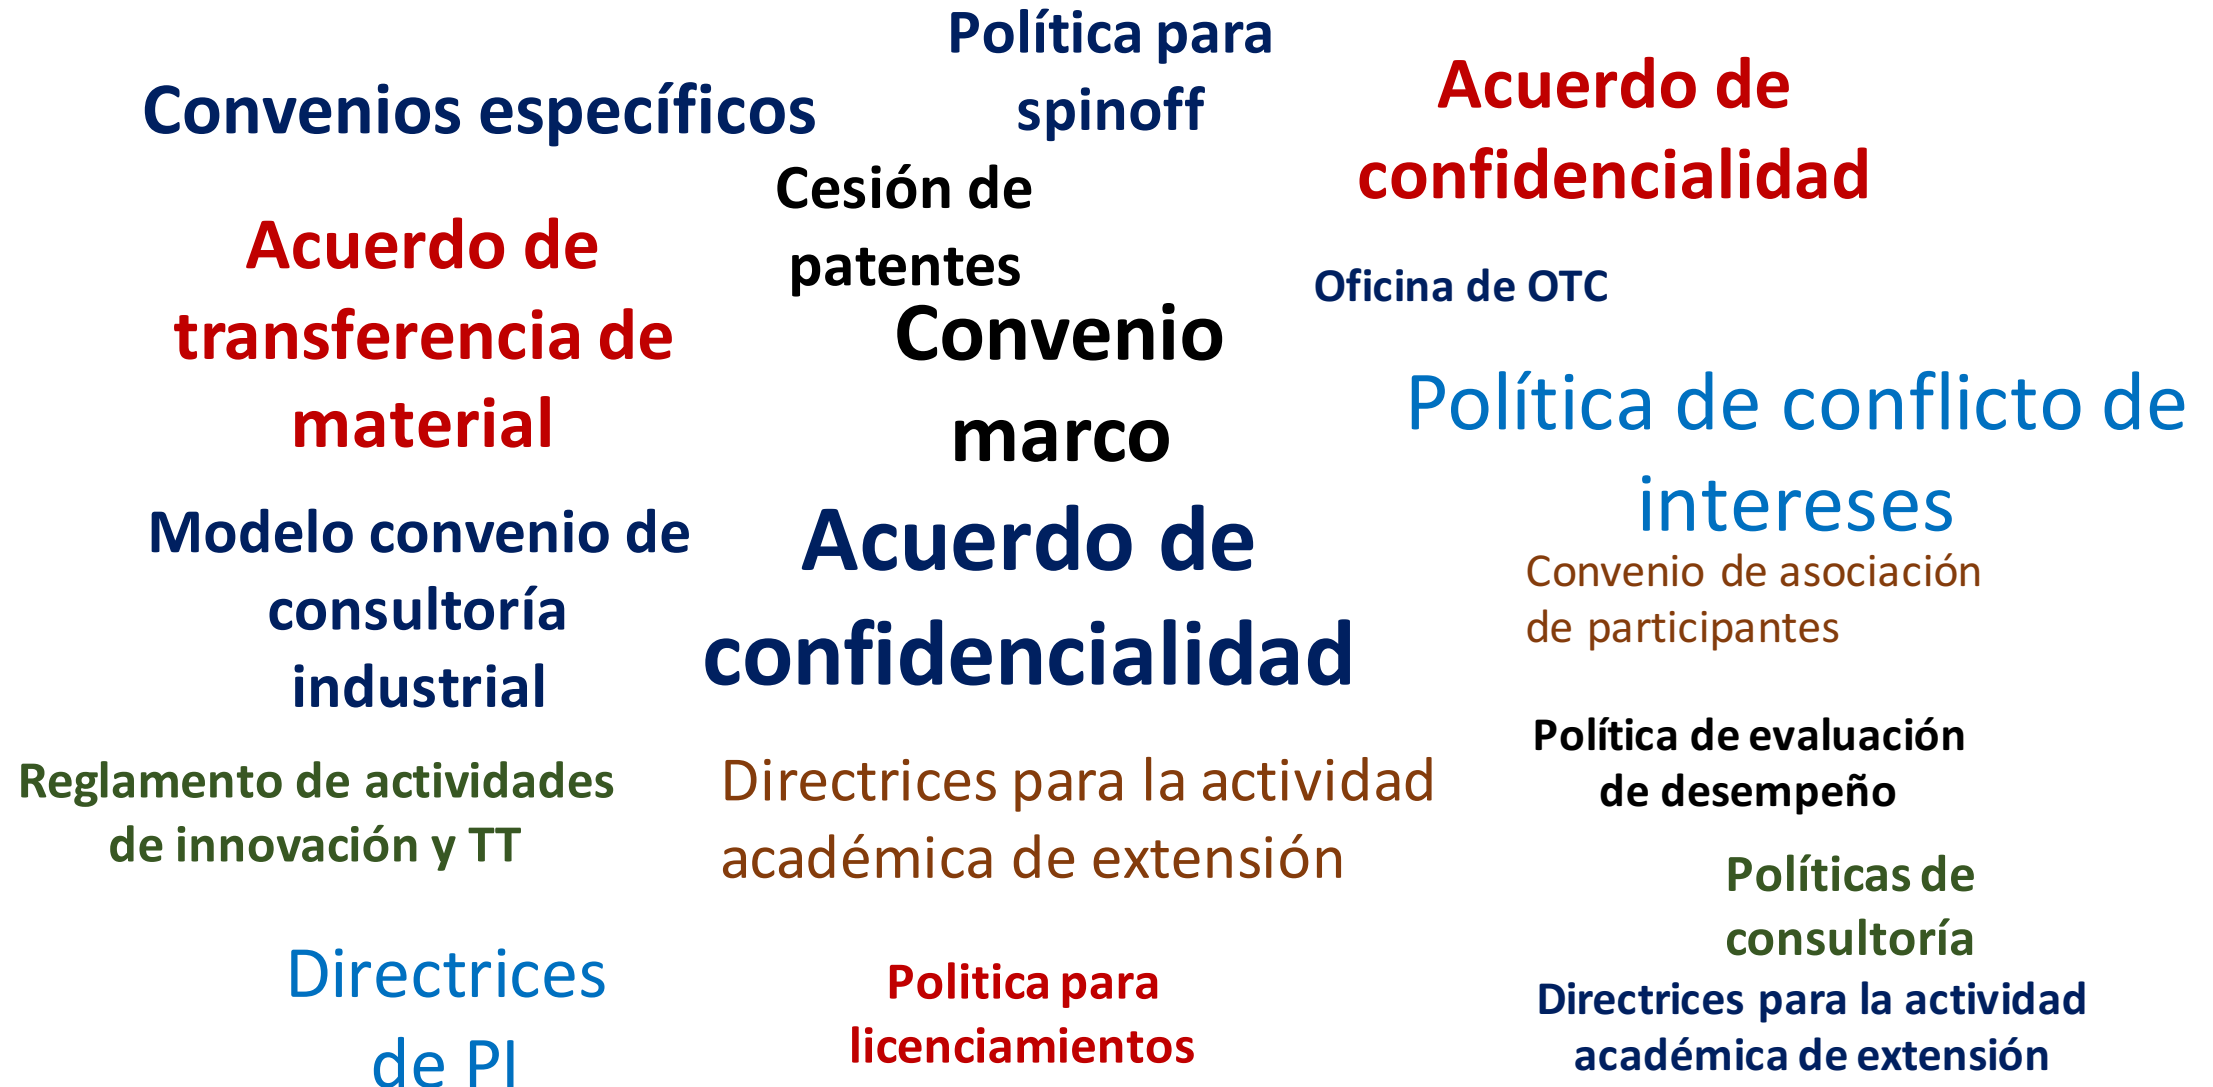 Política para
spinoff
Convenios específicos
Acuerdo de
confidencialidad
Cesión de
patentes
Acuerdo de
transferencia de
material
Oficina de OTC
Convenio
marco
Política de conflicto de
intereses
Modelo convenio de
consultoría
industrial
Acuerdo de
confidencialidad
Convenio de asociación
de participantes
Política de evaluación
de desempeño
Reglamento de actividades
de innovación y TT
Directrices para la actividad
académica de extensión
Políticas de
consultoría
Directrices
de PI
Politica para
licenciamientos
Directrices para la actividad
académica de extensión